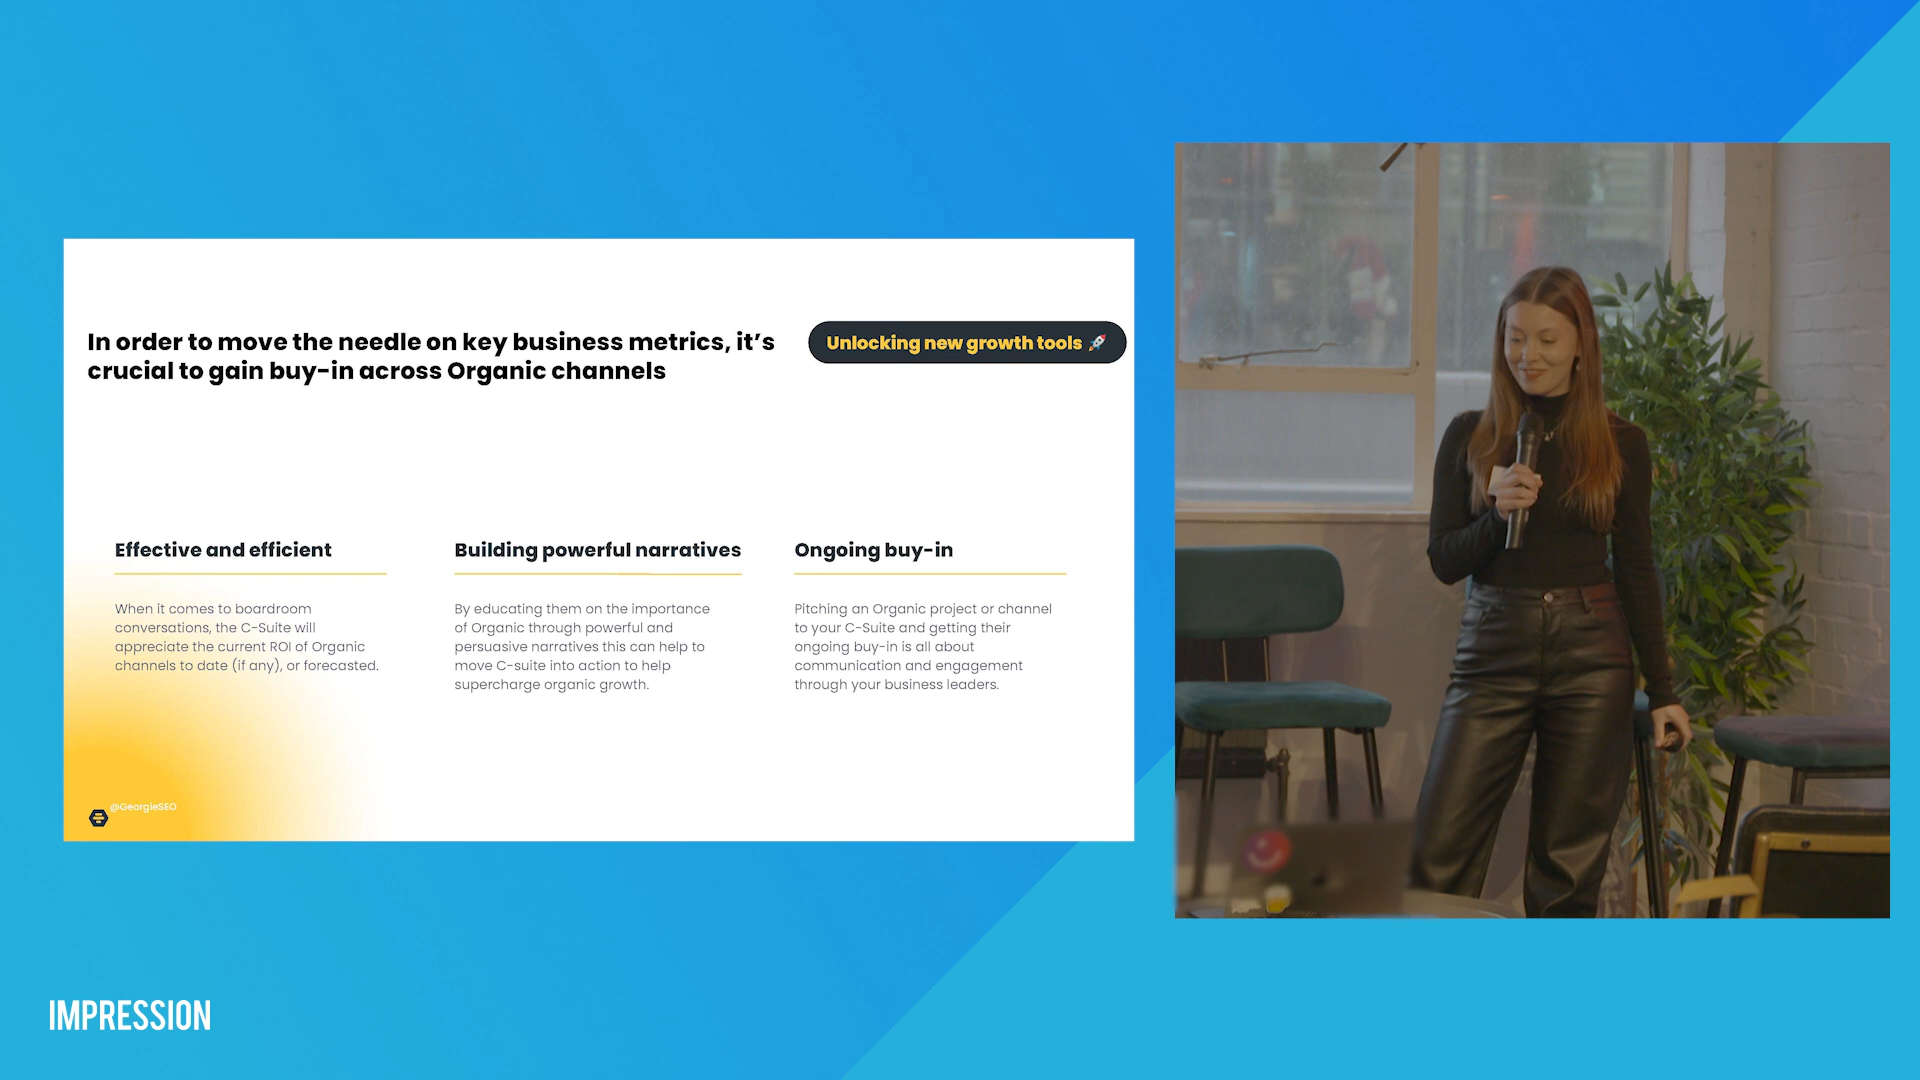 In order to move the needle on key business metrics, it’s
crucial to gain buy-in across Organic channels
Unlocking new growth tools 🚀
Effective and efficient
When it comes to boardroom
conversations, the C-Suite will
appreciate the current ROI of Organic
channels to date (if any), or forecasted.
Building powerful narratives
By educating them on the importance
of Organic through powerful and
persuasive narratives this can help to
move C-suite into action to help
supercharge organic growth.
Ongoing buy-in
Pitching an Organic project or channel
to your C-Suite and getting their
ongoing buy-in is all about
communication and engagement
through your business leaders.
@GeorgieSEO
IMPRESSION